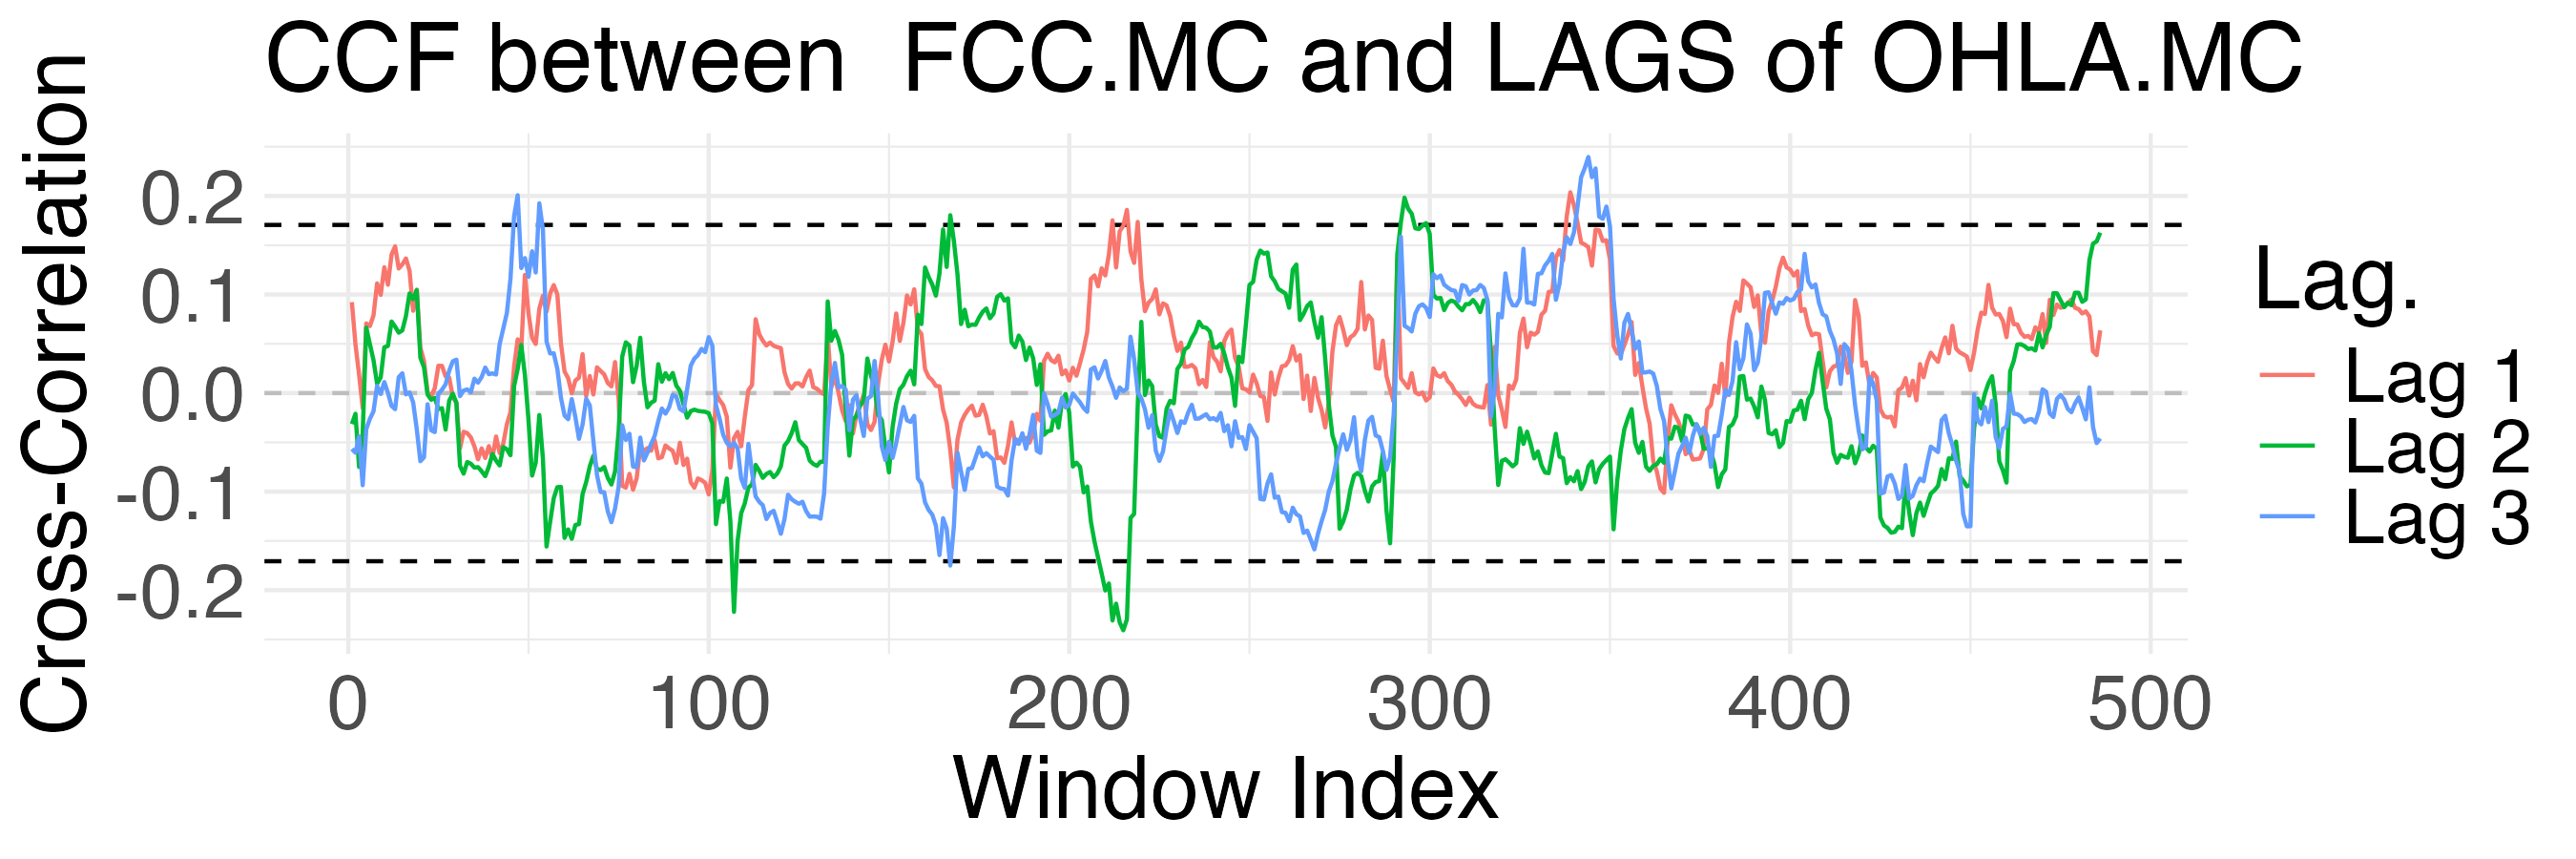 CCF between  FCC.MC and LAGS of OHLA.MC
Cross-Correlation
0.2
0.1
0.0
-0.1
-0.2
0 100 200 300 400 500
Window Index
Lag.
Lag 1
Lag 2
Lag 3